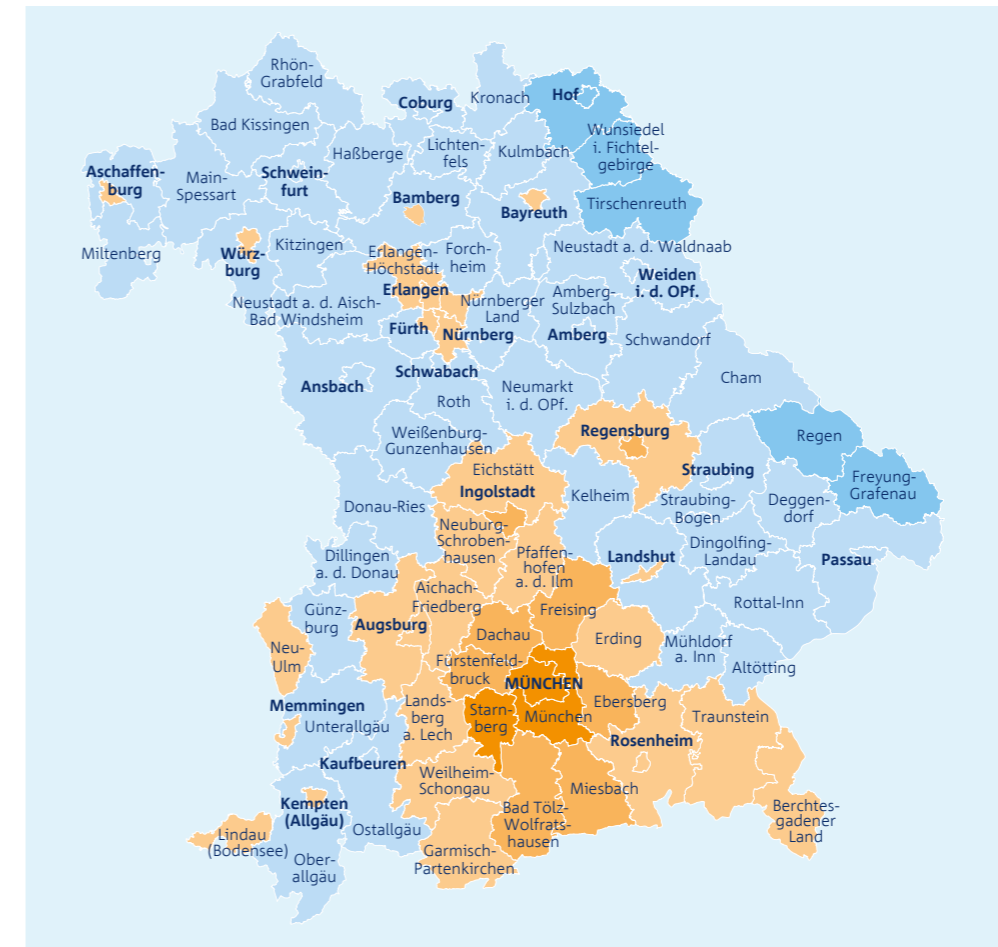 Rhön-
Grabfeld
Coburg
Kronach
Hof
Bad Kissingen
Wunsiedel
i. Fichtel-
gebirge
Haßberge
Lichten-
fels
Kulmbach
Aschaffen-
burg
Main-
Spessart
Schwein-
furt
Bamberg
Bayreuth
Tirschenreuth
Miltenberg
Würz-
burg
Kitzingen
Erlangen-
Höchstadt
Forch-
heim
Neustadt a. d. Waldnaab
Weiden
i. d. OPf.
Erlangen
Neustadt a. d. Aisch-
Bad Windsheim
Nürnberger
Land
Amberg-
Sulzbach
Fürth
Nürnberg
Amberg
Schwandorf
Ansbach
Schwabach
Roth
Neumarkt
i. d. OPf.
Cham
Weißenburg-
Gunzenhausen
Regensburg
Regen
Eichstätt
Ingolstadt
Kelheim
Straubing
Freyung-
Grafenau
Donau-Ries
Straubing-
Bogen
Deggen-
dorf
Neuburg-
Schroben-
hausen
Pfaffen-
hofen
a. d. Ilm
Landshut
Dingolfing-
Landau
Passau
Dillingen
a. d. Donau
Aichach-
Friedberg
Freising
Rottal-Inn
Günz-
burg
Augsburg
Dachau
Erding
Mühldorf
a. Inn
Altötting
Neu-
Ulm
Fürstenfeld-
bruck
MÜNCHEN
Memmingen
Unterallgäu
Lands-
berg
a. Lech
Starn-
berg
München
Ebersberg
Traunstein
Rosenheim
Kaufbeuren
Weilheim-
Schongau
Miesbach
Kempten
(Allgäu)
Ostallgäu
Bad Tölz-
Wolfrats-
hausen
Berchtes-
gadener
Land
Lindau
(Bodensee)
Ober-
allgäu
Garmisch-
Partenkirchen